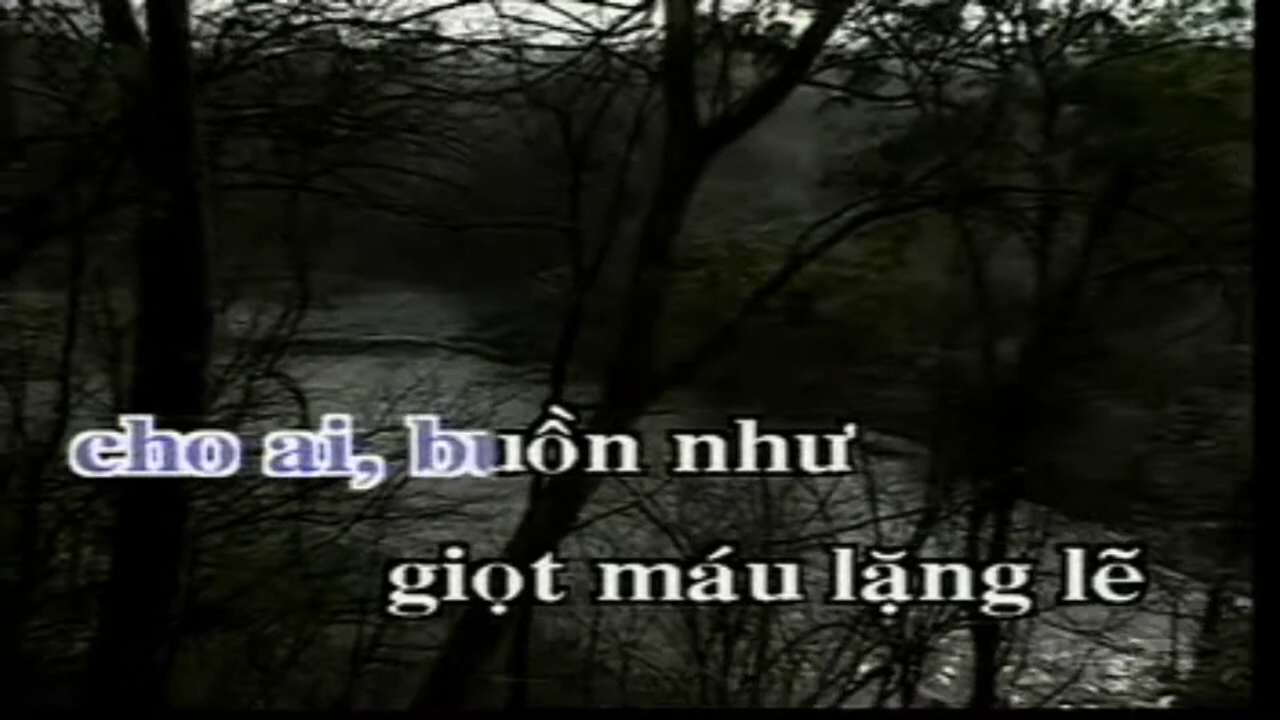 cho ai, buồn như
giọt máu lặng lẽ